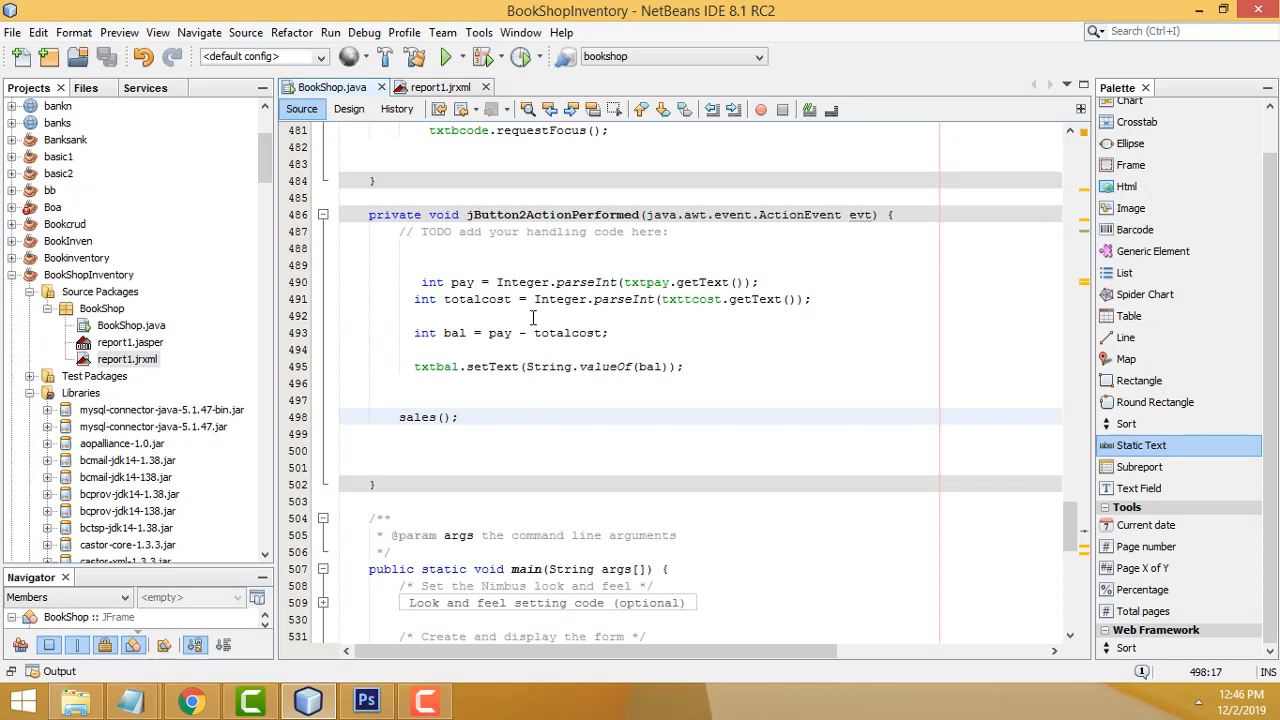 BookShopInventory - NetBeans IDE 8.1 RC2
File Edit Format Preview View Navigate Source Refactor Run Debug Profile Team Tools Window Help
Search (Ctrl+I)
<default config>
bookshop
Projects Files Services
BookShop.java
report1.jrxml
Palette
Source Design History
bankn
banks
Banksank
basic1
basic2
bb
Boa
Bookcrud
BookInven
Bookinventory
BookShopInventory
Source Packages
BookShop
BookShop.java
report1.jasper
report1.jrxml
Test Packages
Libraries
mysql-connector-java-5.1.47-bin.jar
mysql-connector-java-5.1.47.jar
aopalliance-1.0.jar
bcmail-jdk14-1.38.jar
bcmail-jdk14-138.jar
bcprov-jdk14-1.38.jar
bcprov-jdk14-138.jar
bctsp-jdk14-1.38.jar
castor-core-1.3.3.jar
castor-xml-1.3.3.jar
Navigator
Members
<empty>
BookShop :: JFrame
481 txtbcode.requestFocus();
482
483
484 }
485
486 private void jButton2ActionPerformed(java.awt.event.ActionEvent evt) {
487 // TODO add your handling code here:
488
489
490 int pay = Integer.parseInt(txtpay.getText());
491 int totalcost = Integer.parseInt(txttcost.getText());
492
493 int bal = pay - totalcost;
494
495 txtbal.setText(String.valueOf(bal));
496
497
498 sales();
499
500
501
502 }
503
504 /**
505 * @param args the command line arguments
506 */
507 public static void main(String args[]) {
508 /* Set the Nimbus look and feel */
509 Look and feel setting code (optional)
531 /* Create and display the form */
Chart
Crosstab
Ellipse
Frame
Html
Image
Barcode
Generic Element
List
Spider Chart
Table
Line
Map
Rectangle
Round Rectangle
Sort
label Static Text
Subreport
Text Field
Tools
Current date
Page number
Page X of Y
Percentage
Total pages
Web Framework
Sort
Output
1
498:17
INS
Ps
12:46 PM
12/2/2019